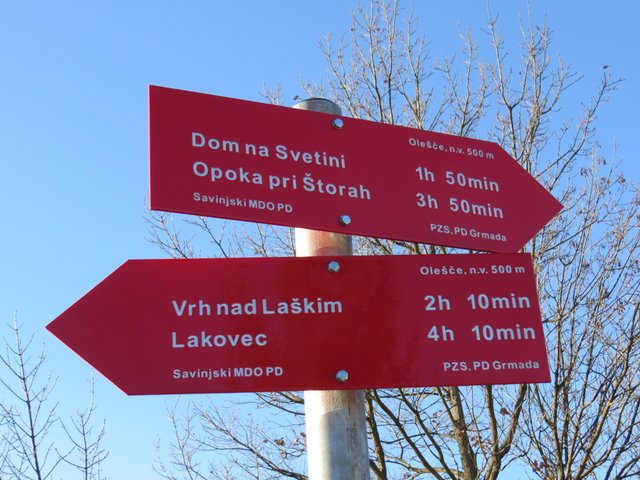 Olešče, n.v. 500 m
Dom na Svetini 1h 50min
Opoka pri Štorah 3h 50min
Savinjski MDO PD PZS, PD Grmada
Olešče, n.v. 500 m
Vrh nad Laškim 2h 10min
Lakovec 4h 10min
Savinjski MDO PD PZS, PD Grmada